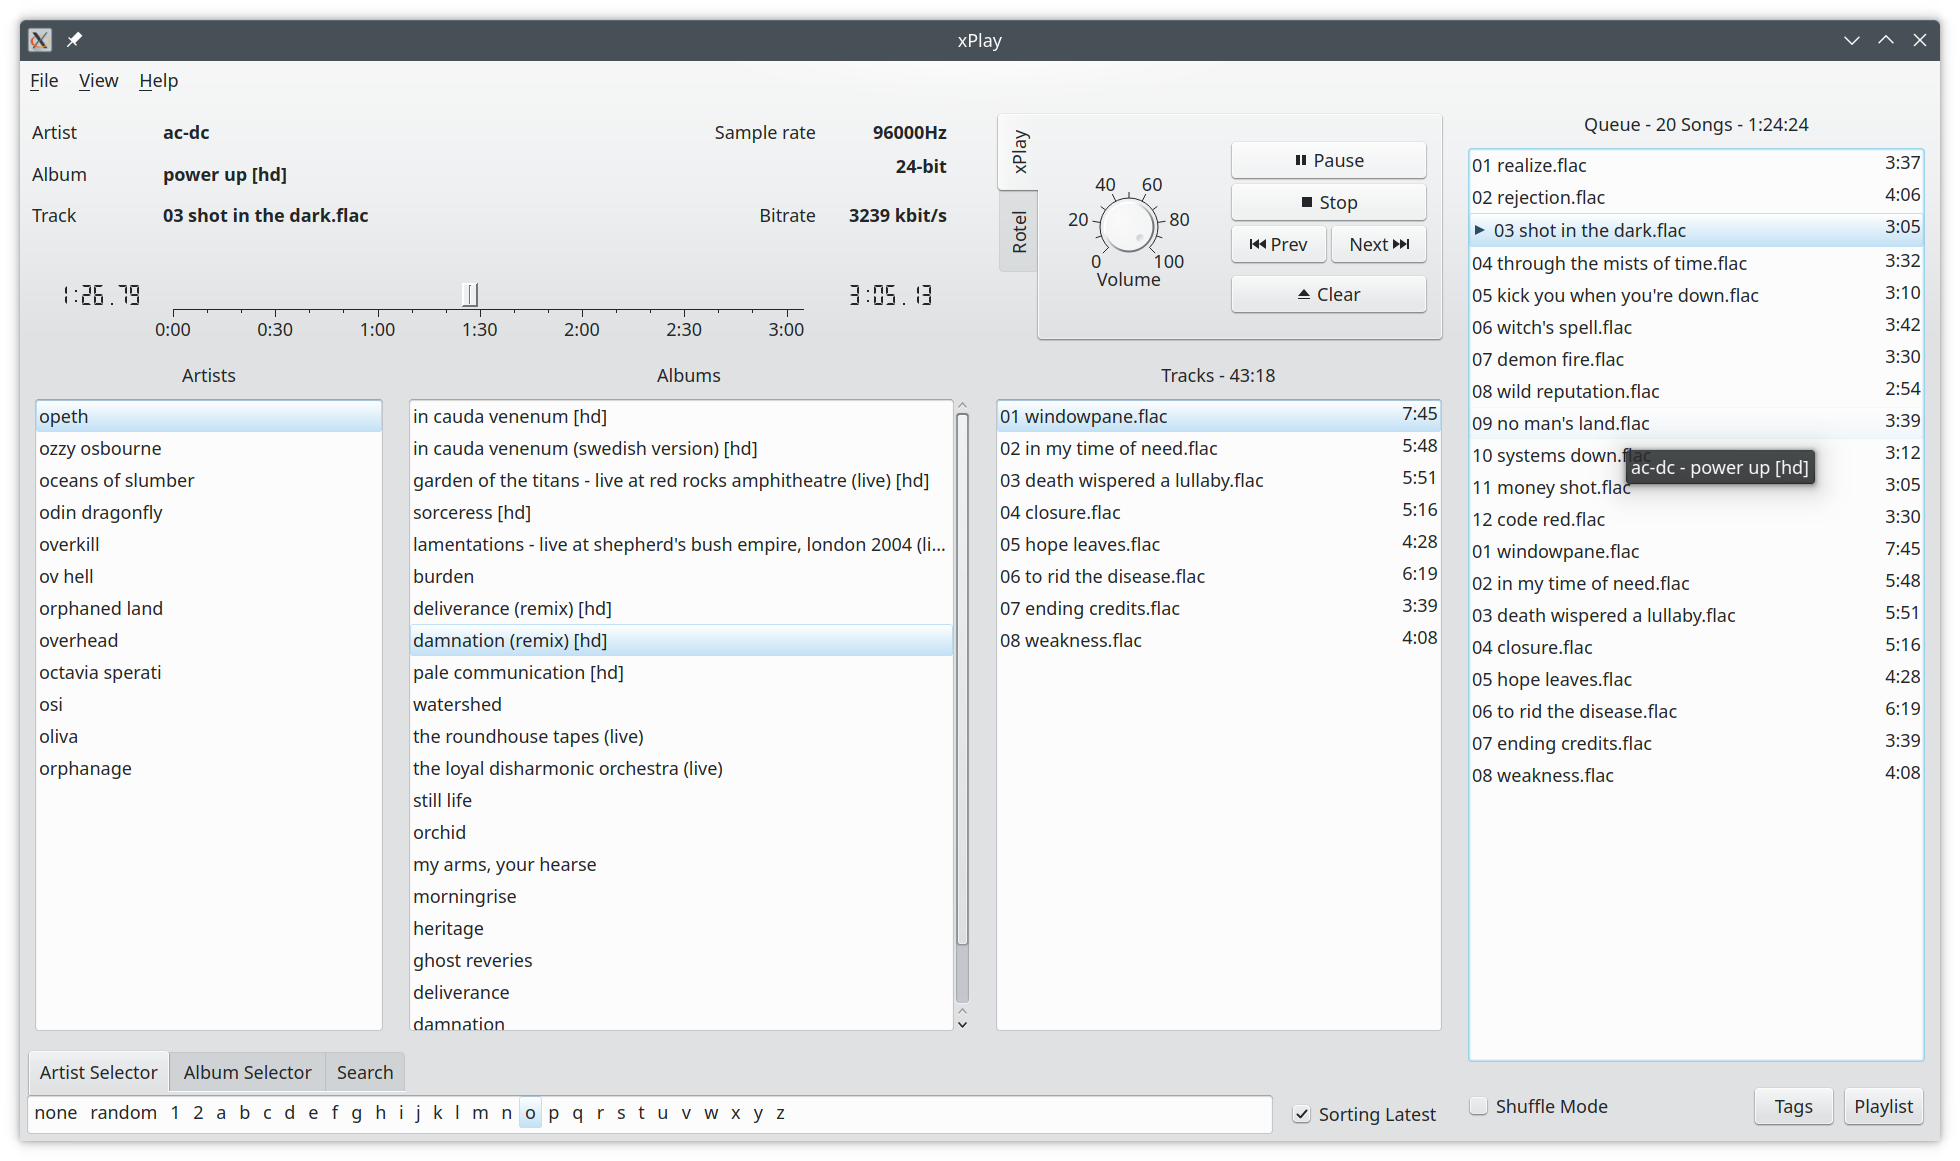 xPlay
File View Help
Artist ac-dc Sample rate 96000Hz
24-bit
Album power up [hd]
Track 03 shot in the dark.flac Bitrate 3239 kbit/s
1:26.79 3:05.13
0:00 0:30 1:00 1:30 2:00 2:30 3:00
xPlay
Rotel
0 20 40 60 80 100
Volume
Pause
Stop
Prev Next
Clear
Artists
opeth
ozzy osbourne
oceans of slumber
odin dragonfly
overkill
ov hell
orphaned land
overhead
octavia sperati
osi
oliva
orphanage
Albums
in cauda venenum [hd]
in cauda venenum (swedish version) [hd]
garden of the titans - live at red rocks amphitheatre (live) [hd]
sorceress [hd]
lamentations - live at shepherd's bush empire, london 2004 (li...
burden
deliverance (remix) [hd]
damnation (remix) [hd]
pale communication [hd]
watershed
the roundhouse tapes (live)
the loyal disharmonic orchestra (live)
still life
orchid
my arms, your hearse
morningrise
heritage
ghost reveries
deliverance
damnation
Tracks - 43:18
01 windowpane.flac 7:45
02 in my time of need.flac 5:48
03 death wispered a lullaby.flac 5:51
04 closure.flac 5:16
05 hope leaves.flac 4:28
06 to rid the disease.flac 6:19
07 ending credits.flac 3:39
08 weakness.flac 4:08
Queue - 20 Songs - 1:24:24
01 realize.flac 3:37
02 rejection.flac 4:06
03 shot in the dark.flac 3:05
04 through the mists of time.flac 3:32
05 kick you when you're down.flac 3:10
06 witch's spell.flac 3:42
07 demon fire.flac 3:30
08 wild reputation.flac 2:54
09 no man's land.flac 3:39
10 systems down.flac 3:12
ac-dc - power up [hd]
11 money shot.flac 3:05
12 code red.flac 3:30
01 windowpane.flac 7:45
02 in my time of need.flac 5:48
03 death wispered a lullaby.flac 5:51
04 closure.flac 5:16
05 hope leaves.flac 4:28
06 to rid the disease.flac 6:19
07 ending credits.flac 3:39
08 weakness.flac 4:08
Artist Selector Album Selector Search
none random 1 2 a b c d e f g h i j k l m n o p q r s t u v w x y z
Sorting Latest
Shuffle Mode
Tags Playlist